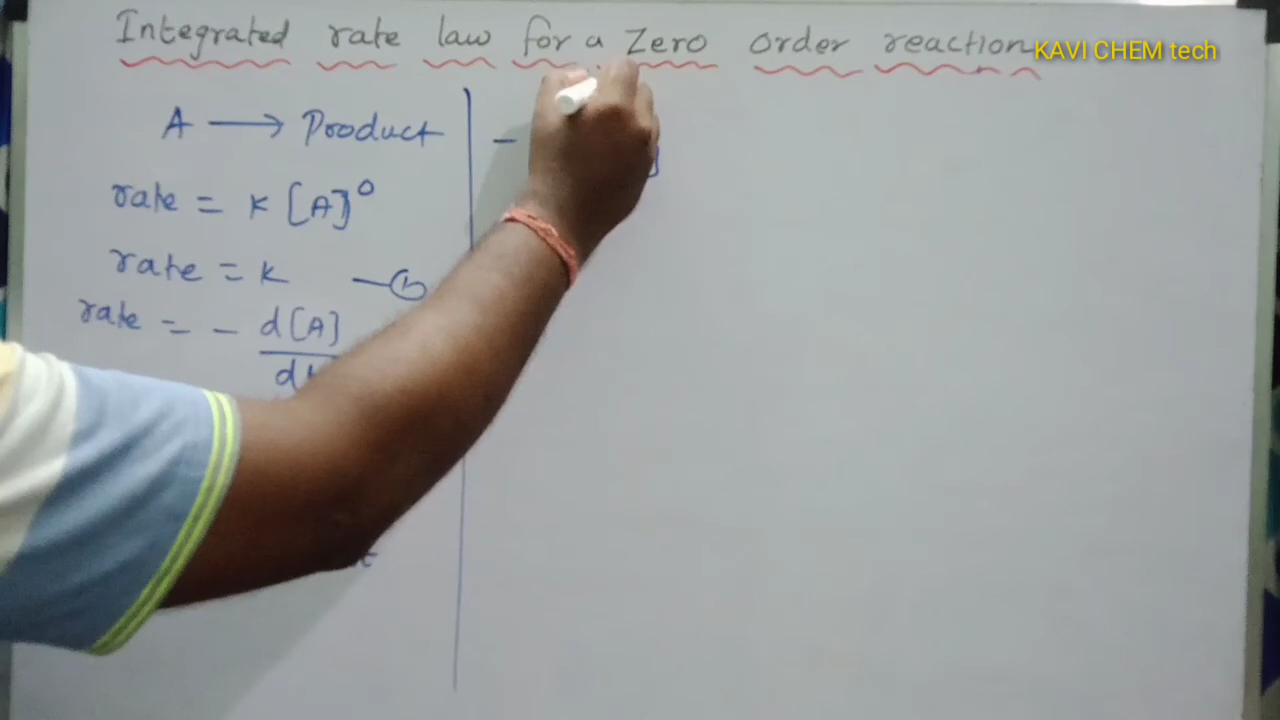 Integrated rate law for a Zero order reaction
KAVI CHEM tech
A ⟶ Product
rate = K [A]⁰
rate = K —①
rate = - d[A]
d
-